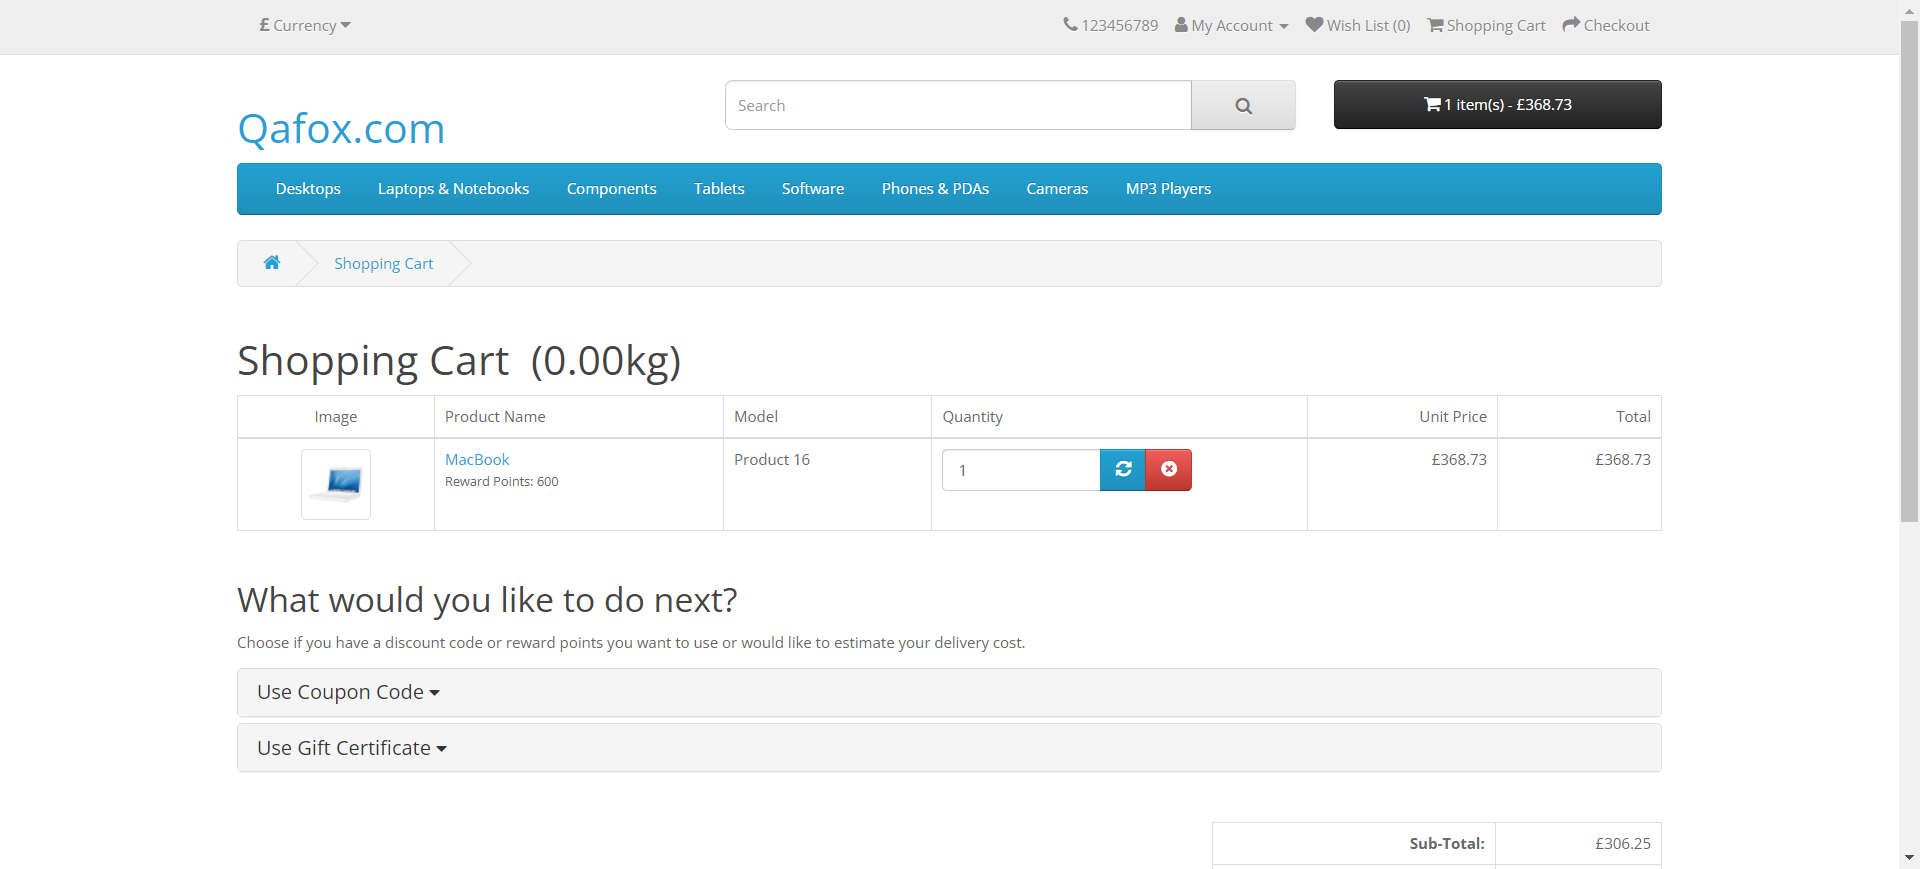 £ Currency
123456789 My Account Wish List (0) Shopping Cart Checkout
Qafox.com
Search
1 item(s) - £368.73
Desktops Laptops & Notebooks Components Tablets Software Phones & PDAs Cameras MP3 Players
Shopping Cart
Shopping Cart (0.00kg)
Image Product Name Model Quantity Unit Price Total
MacBook Product 16 1 £368.73 £368.73
Reward Points: 600
What would you like to do next?
Choose if you have a discount code or reward points you want to use or would like to estimate your delivery cost.
Use Coupon Code
Use Gift Certificate
Sub-Total: £306.25